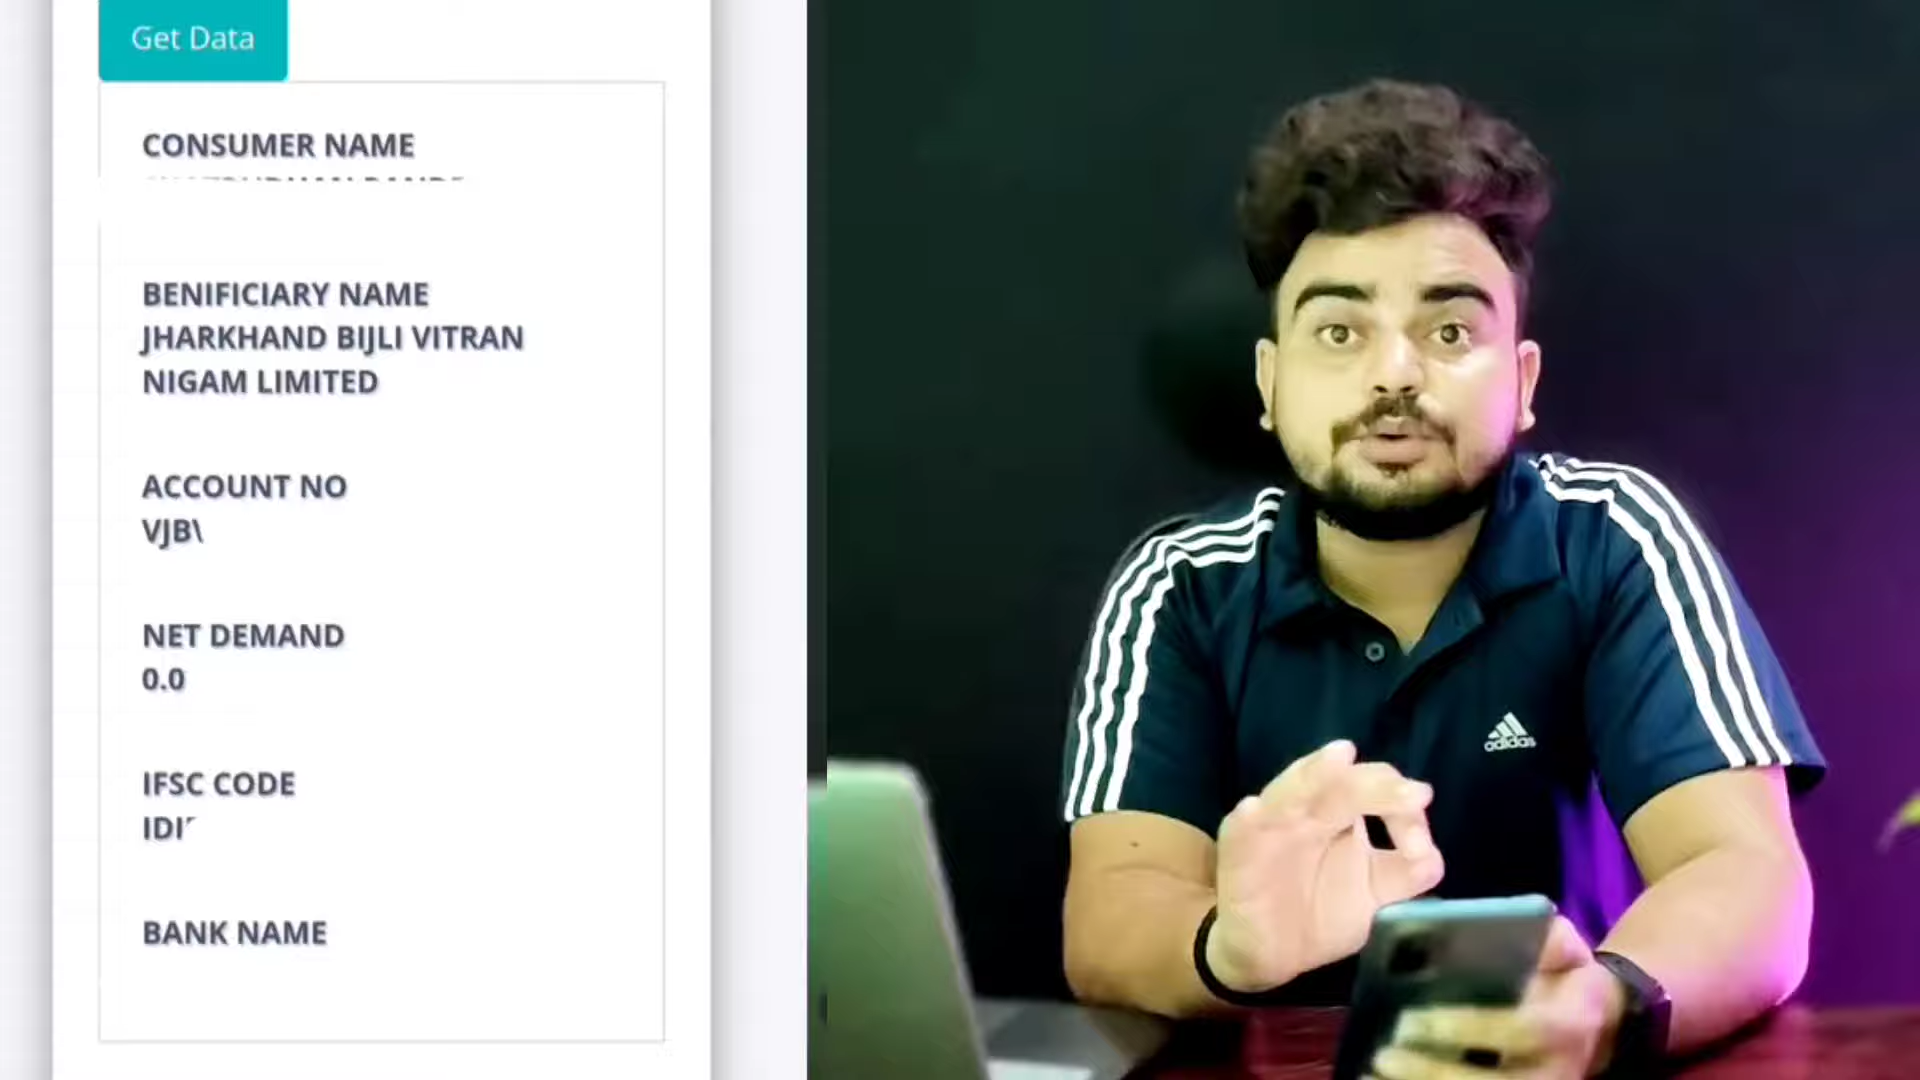 Get Data
CONSUMER NAME
BENIFICIARY NAME
JHARKHAND BIJLI VITRAN
NIGAM LIMITED
ACCOUNT NO
VJB\
NET DEMAND
0.0
IFSC CODE
IDI
BANK NAME
adidas